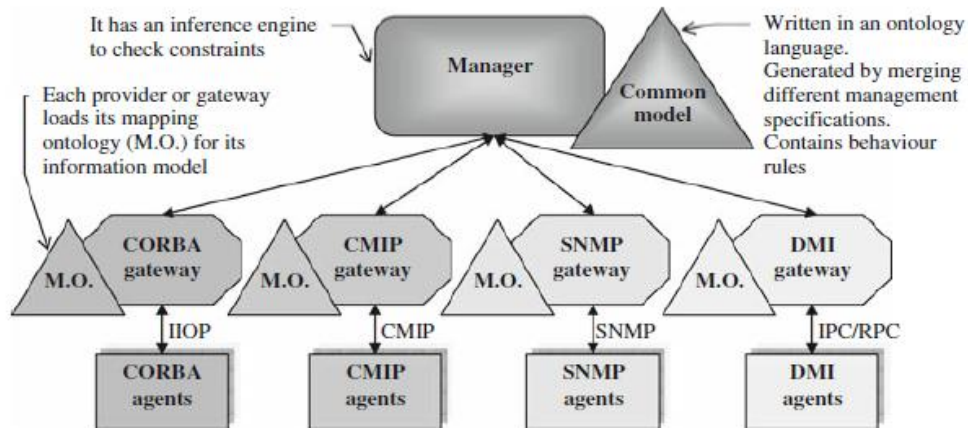 It has an inference engine
to check constraints
Manager
Common
model
Written in an ontology
language.
Generated by merging
different management
specifications.
Contains behaviour
rules
Each provider or gateway
loads its mapping
ontology (M.O.) for its
information model
M.O.
CORBA
gateway
M.O.
CMIP
gateway
M.O.
SNMP
gateway
M.O.
DMI
gateway
IIOP
CMIP
SNMP
IPC/RPC
CORBA
agents
CMIP
agents
SNMP
agents
DMI
agents